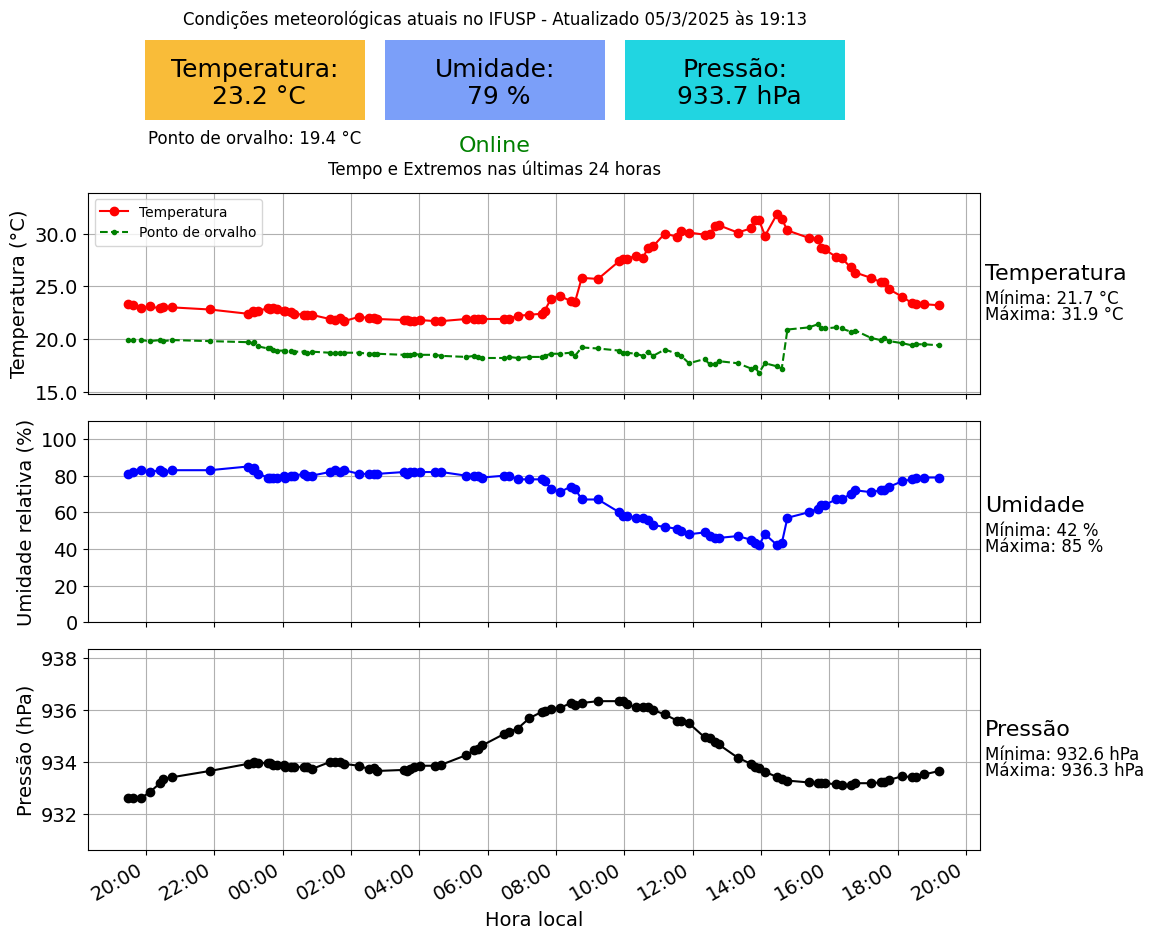 Condições meteorológicas atuais no IFUSP - Atualizado 05/3/2025 às 19:13
Temperatura:
23.2 °C
Umidade:
79 %
Pressão:
933.7 hPa
Ponto de orvalho: 19.4 °C
Online
Tempo e Extremos nas últimas 24 horas
Temperatura
Ponto de orvalho
Temperatura (°C)
30.0
25.0
20.0
15.0
Temperatura
Mínima: 21.7 °C
Máxima: 31.9 °C
Umidade relativa (%)
100
80
60
40
20
0
Umidade
Mínima: 42 %
Máxima: 85 %
Pressão (hPa)
938
936
934
932
Pressão
Mínima: 932.6 hPa
Máxima: 936.3 hPa
20:00 22:00 00:00 02:00 04:00 06:00 08:00 10:00 12:00 14:00 16:00 18:00 20:00
Hora local